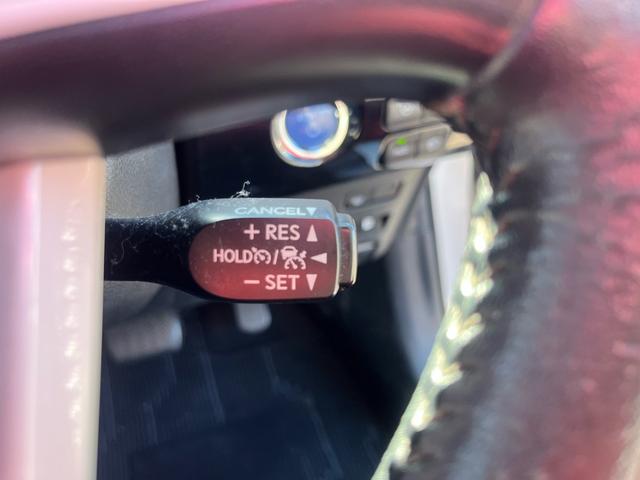 CANCEL▼
+ RES ▲
HOLD / ◀
− SET ▼